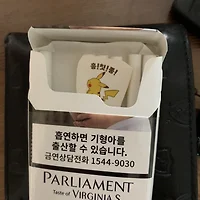 흡연하면 기형아를
출산할 수 있습니다.
금연상담전화 1544-9030
PARLIAMENT
Taste of VIRGINIA S